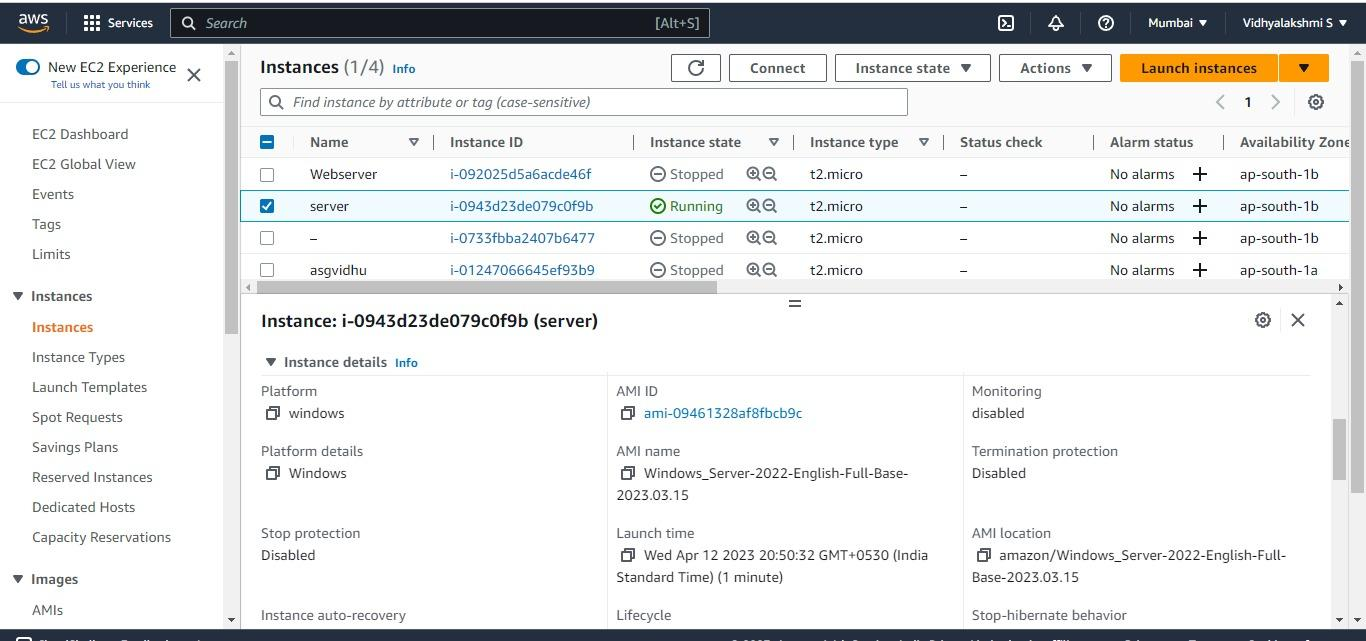 aws
Services
Search
[Alt+S]
Mumbai
Vidhyalakshmi S
New EC2 Experience
Tell us what you think
EC2 Dashboard
EC2 Global View
Events
Tags
Limits
Instances
Instances
Instance Types
Launch Templates
Spot Requests
Savings Plans
Reserved Instances
Dedicated Hosts
Capacity Reservations
Images
AMIs
Instances (1/4) Info
Connect
Instance state
Actions
Launch instances
Find instance by attribute or tag (case-sensitive)
1
Name Instance ID Instance state Instance type Status check Alarm status Availability Zone
Webserver i-092025d5a6acde46f Stopped t2.micro – No alarms + ap-south-1b
server i-0943d23de079c0f9b Running t2.micro – No alarms + ap-south-1b
– i-0733fbba2407b6477 Stopped t2.micro – No alarms + ap-south-1b
asgvidhu i-01247066645ef93b9 Stopped t2.micro – No alarms + ap-south-1a
Instance: i-0943d23de079c0f9b (server)
Instance details Info
Platform
windows
AMI ID
ami-09461328af8fbcb9c
Monitoring
disabled
Platform details
Windows
AMI name
Windows_Server-2022-English-Full-Base-
2023.03.15
Termination protection
Disabled
Stop protection
Disabled
Launch time
Wed Apr 12 2023 20:50:32 GMT+0530 (India
Standard Time) (1 minute)
AMI location
amazon/Windows_Server-2022-English-Full-
Base-2023.03.15
Instance auto-recovery
Lifecycle
Stop-hibernate behavior